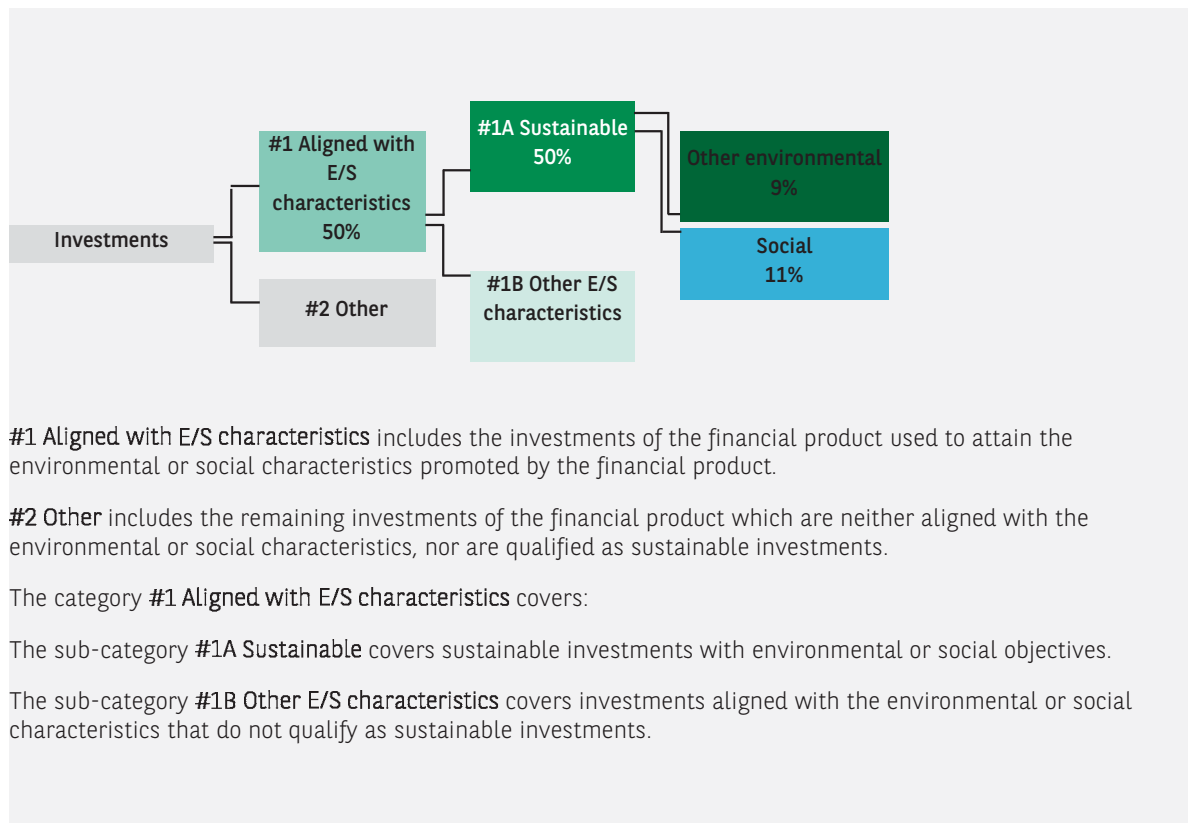 #1A Sustainable
50%
#1 Aligned with
E/S
characteristics
50%
Other environmental
9%
Investments
Social
11%
#2 Other
#1B Other E/S
characteristics
#1 Aligned with E/S characteristics includes the investments of the financial product used to attain the
environmental or social characteristics promoted by the financial product.
#2 Other includes the remaining investments of the financial product which are neither aligned with the
environmental or social characteristics, nor are qualified as sustainable investments.
The category #1 Aligned with E/S characteristics covers:
The sub-category #1A Sustainable covers sustainable investments with environmental or social objectives.
The sub-category #1B Other E/S characteristics covers investments aligned with the environmental or social
characteristics that do not qualify as sustainable investments.